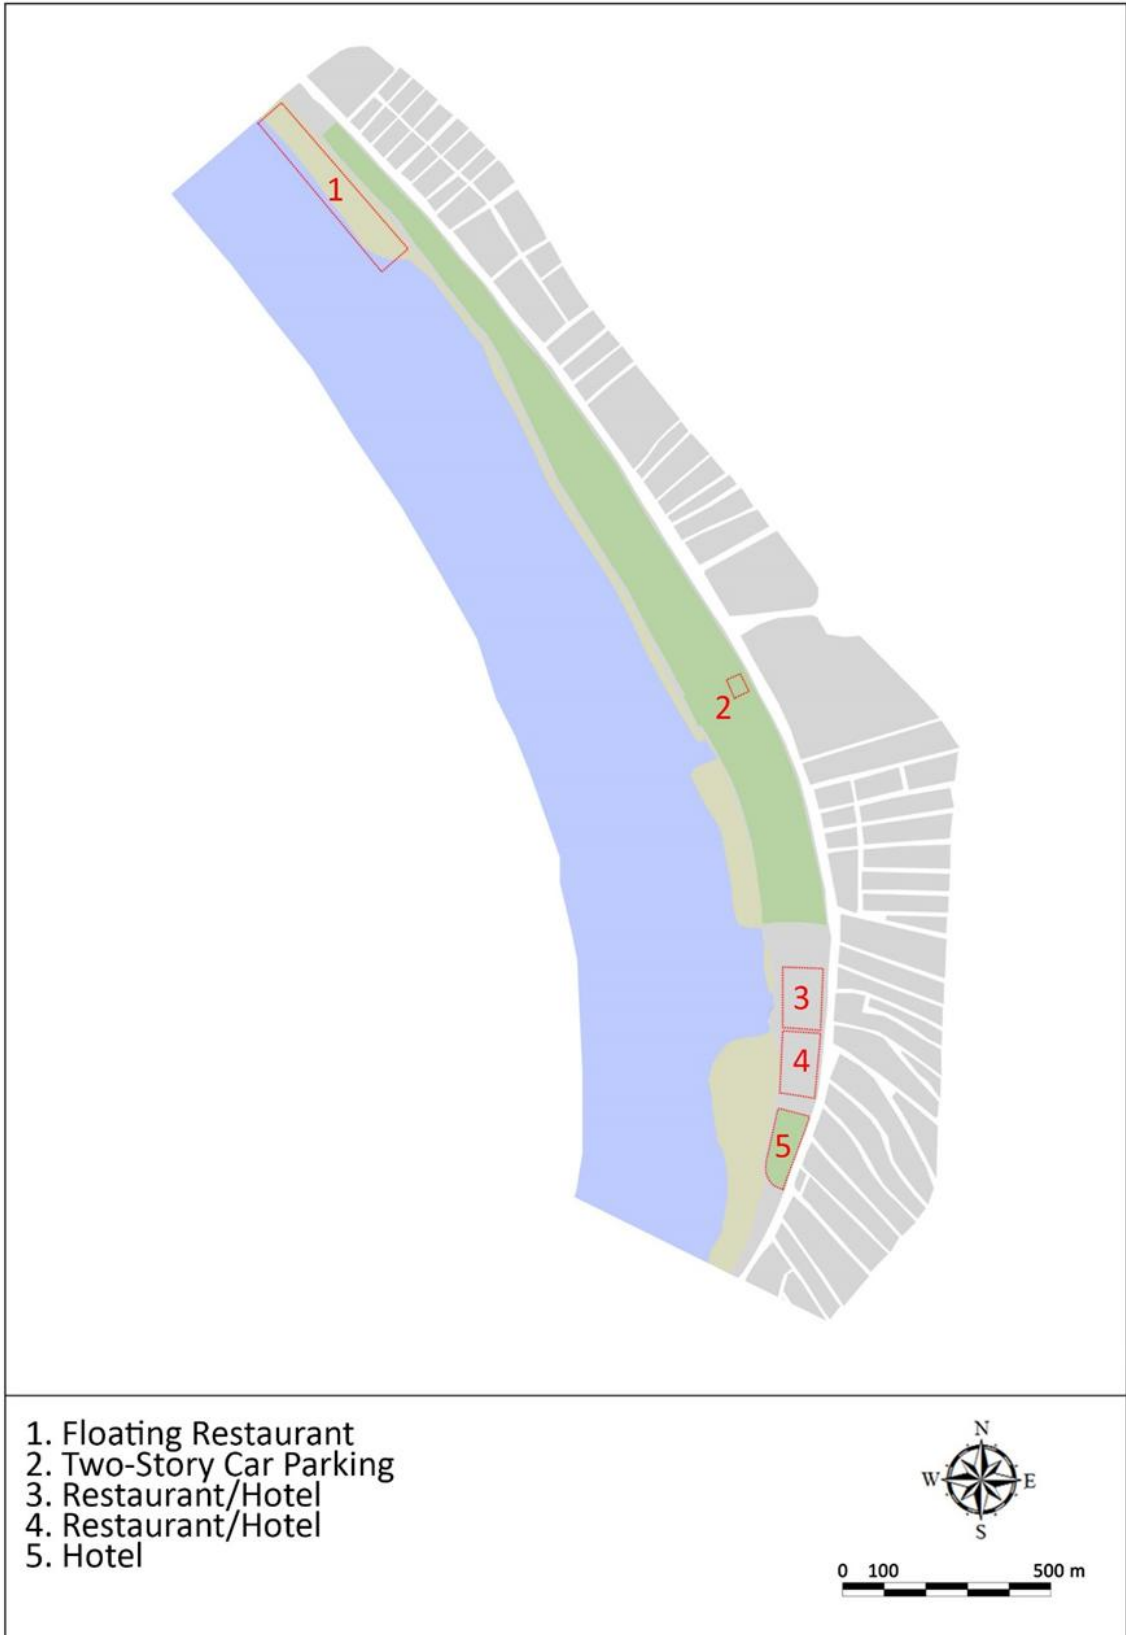 1
2
3
4
5
1. Floating Restaurant
2. Two-Story Car Parking
3. Restaurant/Hotel
4. Restaurant/Hotel
5. Hotel
N
W E
S
0 100 500 m